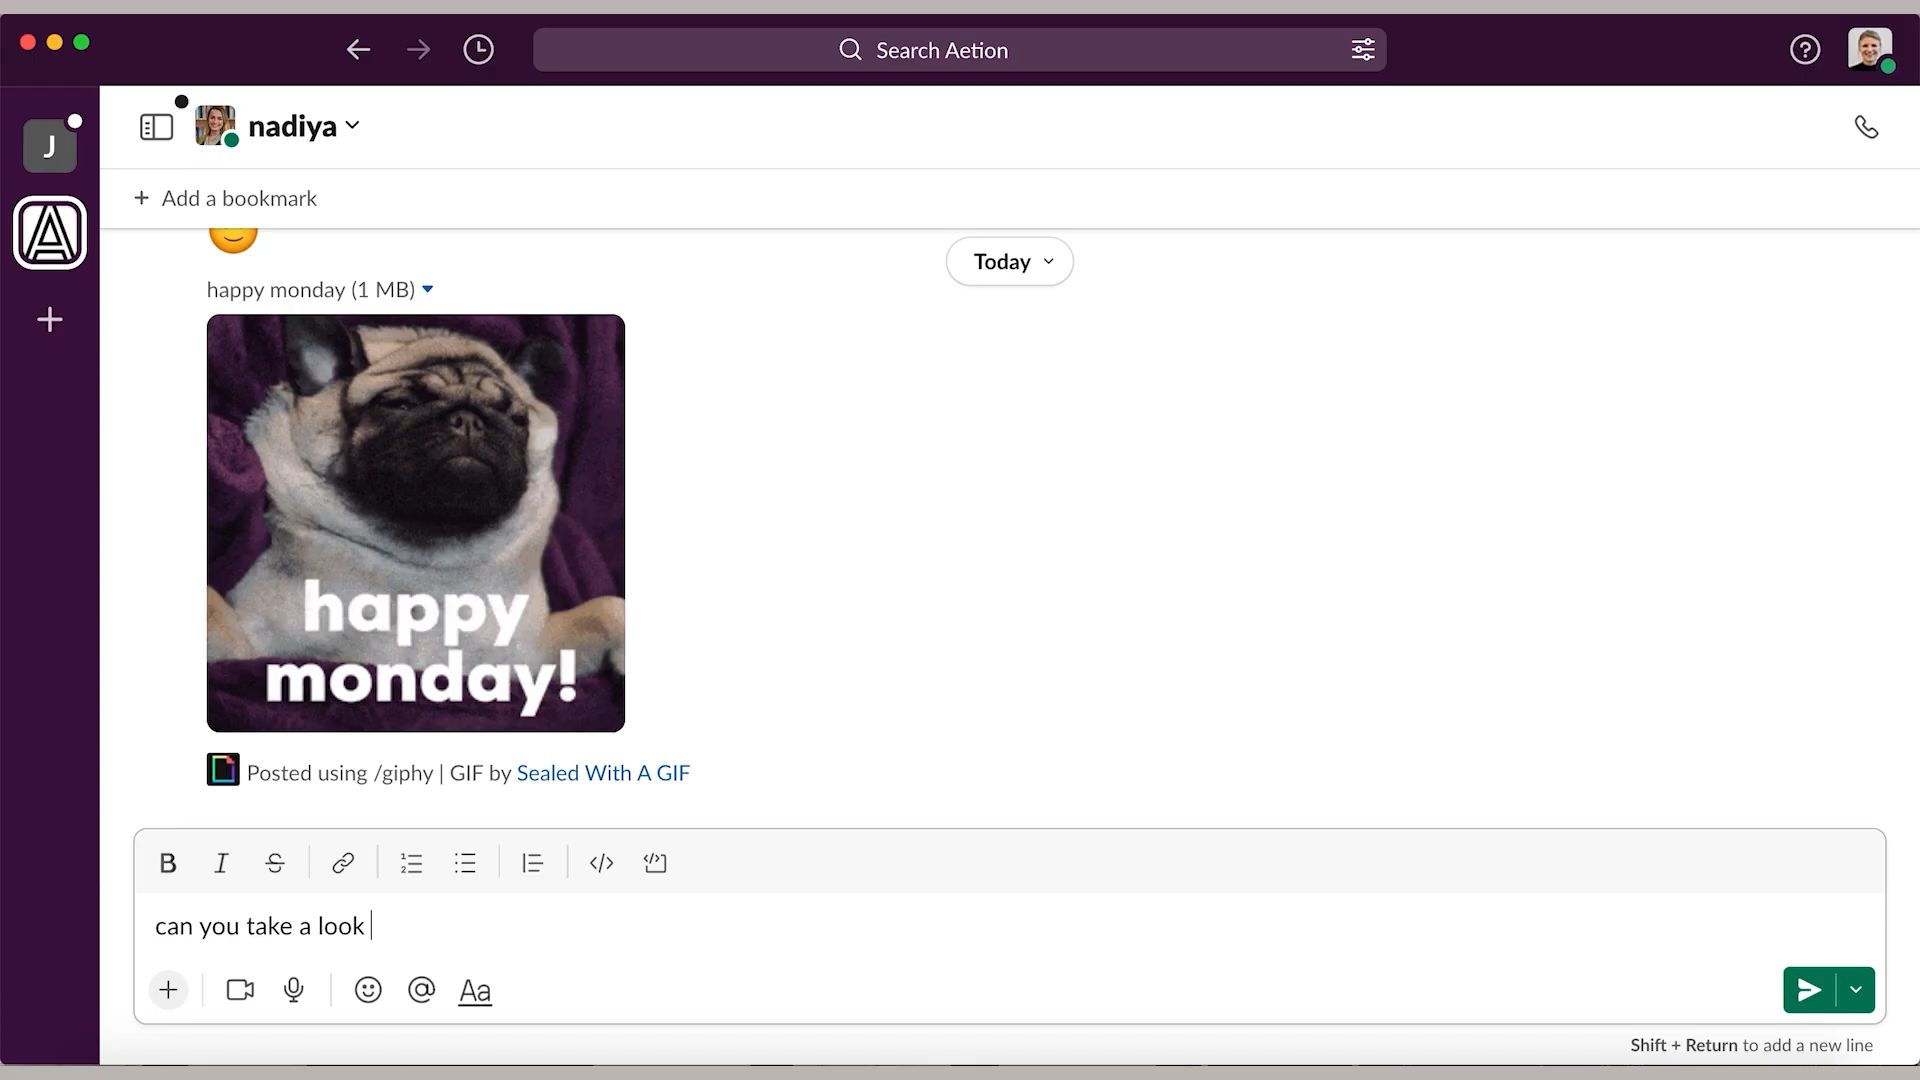 Search Aetion
J
nadiya
A
+ Add a bookmark
Today
happy monday (1 MB)
happy
monday!
Posted using /giphy | GIF by Sealed With A GIF
B I S
can you take a look
Aa
Shift + Return to add a new line